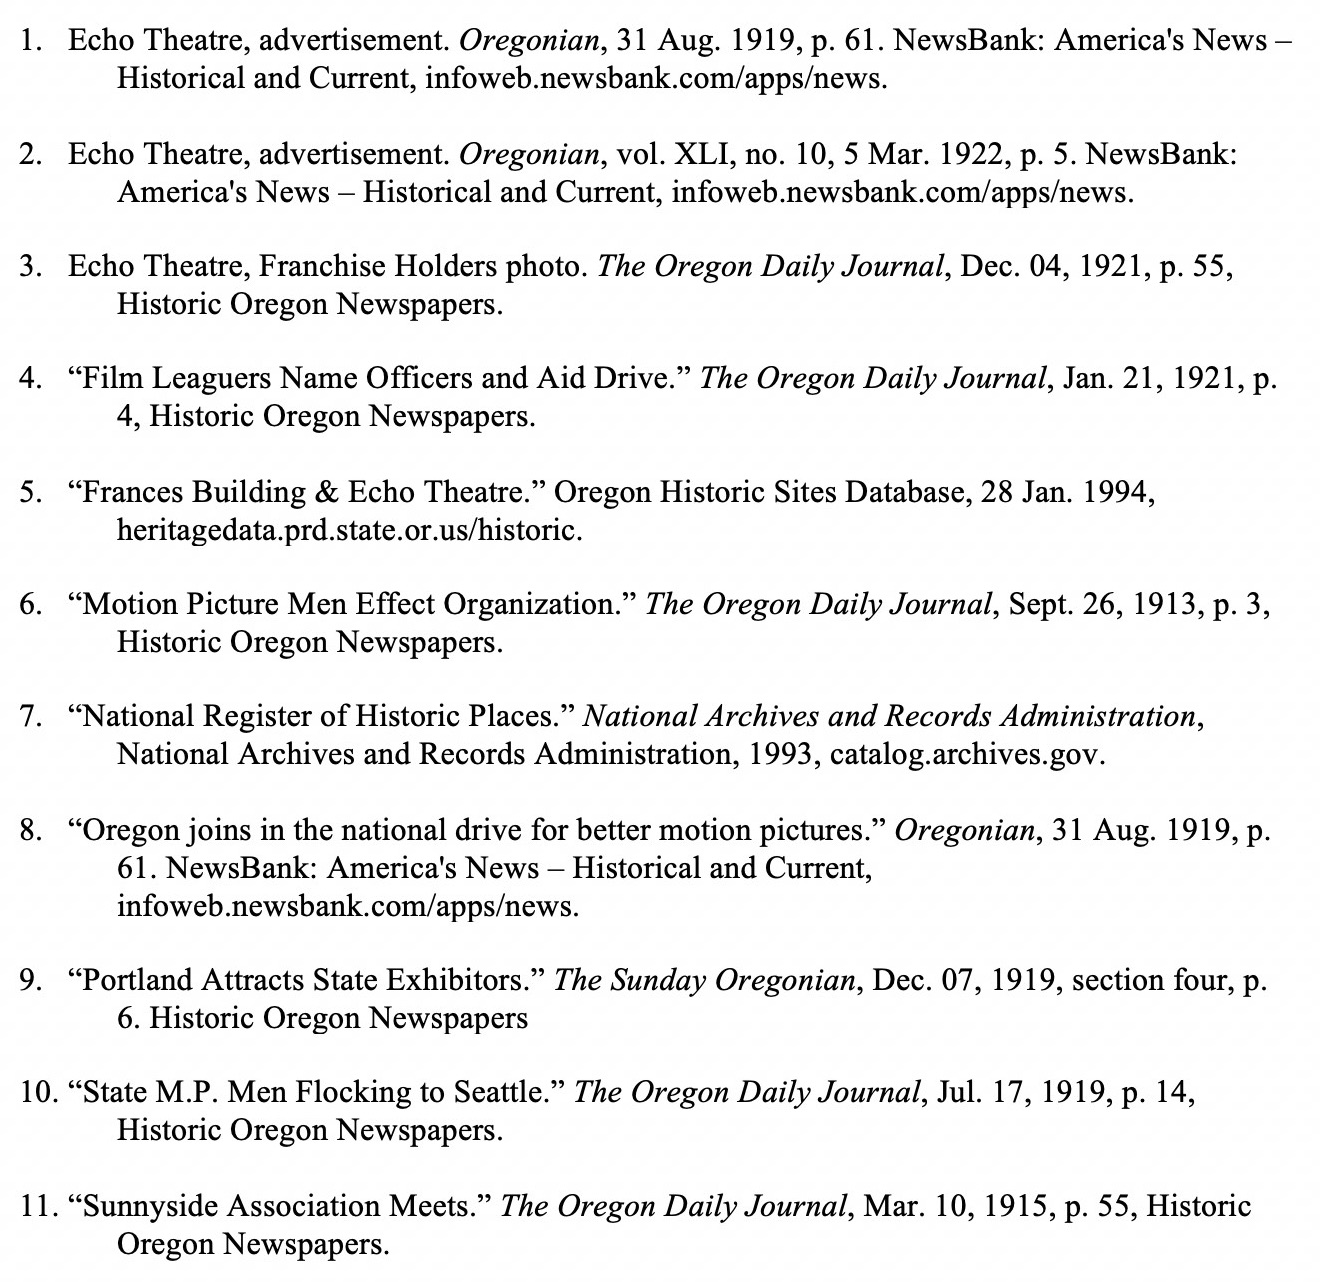 1. Echo Theatre, advertisement. Oregonian, 31 Aug. 1919, p. 61. NewsBank: America's News –
Historical and Current, infoweb.newsbank.com/apps/news.
2. Echo Theatre, advertisement. Oregonian, vol. XLI, no. 10, 5 Mar. 1922, p. 5. NewsBank:
America's News – Historical and Current, infoweb.newsbank.com/apps/news.
3. Echo Theatre, Franchise Holders photo. The Oregon Daily Journal, Dec. 04, 1921, p. 55,
Historic Oregon Newspapers.
4. “Film Leaguers Name Officers and Aid Drive.” The Oregon Daily Journal, Jan. 21, 1921, p.
4, Historic Oregon Newspapers.
5. “Frances Building & Echo Theatre.” Oregon Historic Sites Database, 28 Jan. 1994,
heritagedata.prd.state.or.us/historic.
6. “Motion Picture Men Effect Organization.” The Oregon Daily Journal, Sept. 26, 1913, p. 3,
Historic Oregon Newspapers.
7. “National Register of Historic Places.” National Archives and Records Administration,
National Archives and Records Administration, 1993, catalog.archives.gov.
8. “Oregon joins in the national drive for better motion pictures.” Oregonian, 31 Aug. 1919, p.
61. NewsBank: America's News – Historical and Current,
infoweb.newsbank.com/apps/news.
9. “Portland Attracts State Exhibitors.” The Sunday Oregonian, Dec. 07, 1919, section four, p.
6. Historic Oregon Newspapers
10. “State M.P. Men Flocking to Seattle.” The Oregon Daily Journal, Jul. 17, 1919, p. 14,
Historic Oregon Newspapers.
11. “Sunnyside Association Meets.” The Oregon Daily Journal, Mar. 10, 1915, p. 55, Historic
Oregon Newspapers.